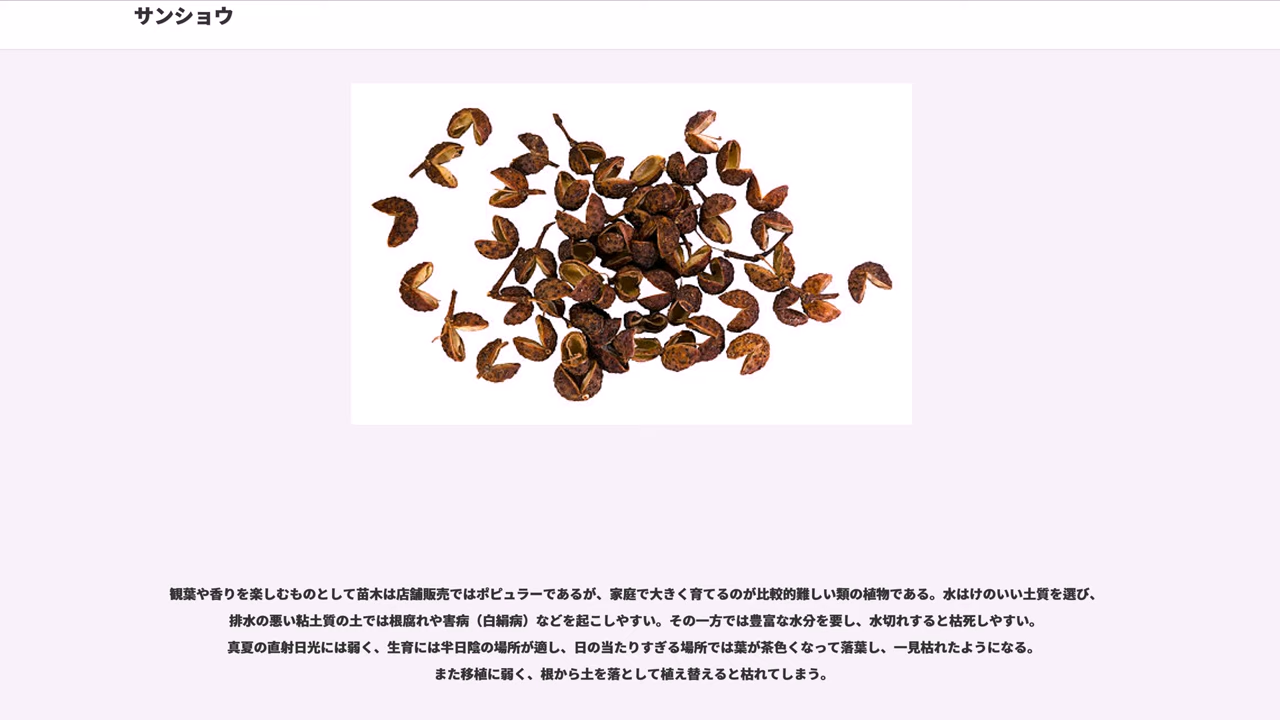 サンショウ
観葉や香りを楽しむものとして苗木は店舗販売ではポピュラーであるが、家庭で大きく育てるのが比較的難しい類の植物である。水はけのいい土質を選び、
排水の悪い粘土質の土では根腐れや害病（白絹病）などを起こしやすい。その一方では豊富な水分を要し、水切れすると枯死しやすい。
真夏の直射日光には弱く、生育には半日陰の場所が適し、日の当たりすぎる場所では葉が茶色くなって落葉し、一見枯れたようになる。
また移植に弱く、根から土を落として植え替えると枯れてしまう。